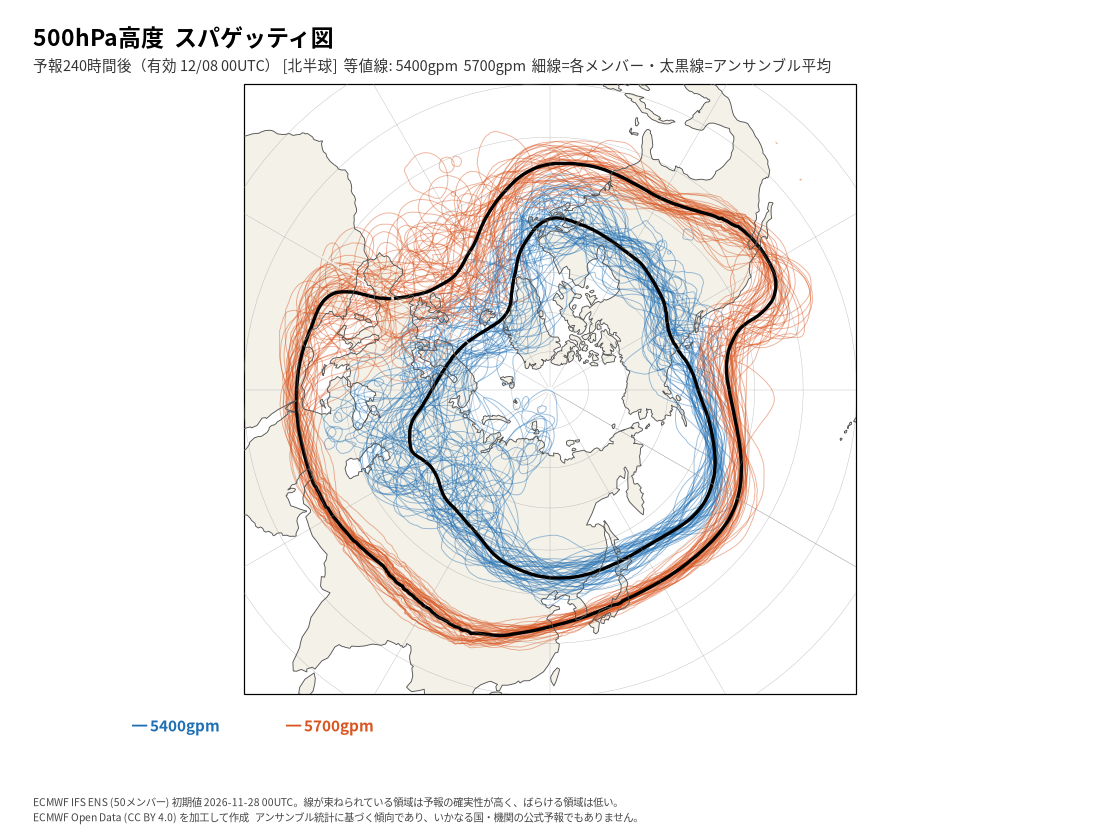 500hPa高度 スパゲッティ図
予報240時間後（有効 12/08 00UTC） [北半球] 等値線: 5400gpm 5700gpm 細線=各メンバー・太黒線=アンサンブル平均
5400gpm 5700gpm
ECMWF IFS ENS (50メンバー) 初期値 2026-11-28 00UTC。線が束ねられている領域は予報の確実性が高く、ばらける領域は低い。
ECMWF Open Data (CC BY 4.0) を加工して作成 アンサンブル統計に基づく傾向であり、いかなる国・機関の公式予報でもありません。